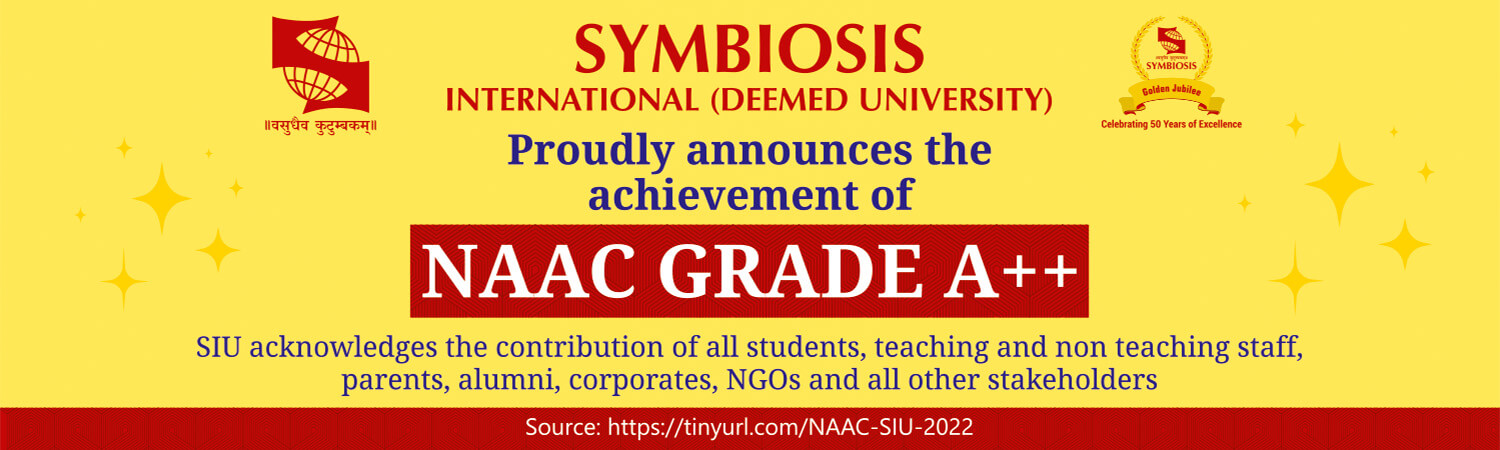 ॥वसुधैव कुटुम्बकम्॥
SYMBIOSIS
INTERNATIONAL (DEEMED UNIVERSITY)
SYMBIOSIS
Golden Jubilee
Celebrating 50 Years of Excellence
Proudly announces the
achievement of
NAAC GRADE A++
SIU acknowledges the contribution of all students, teaching and non teaching staff,
parents, alumni, corporates, NGOs and all other stakeholders
Source: https://tinyurl.com/NAAC-SIU-2022